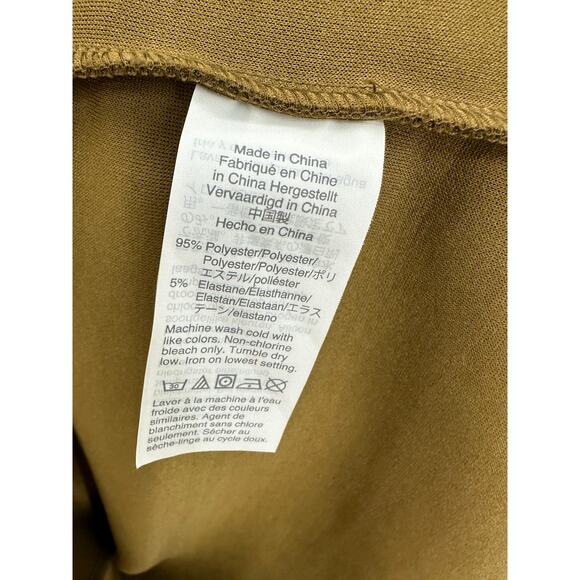 Made in China
Fabriqué en Chine
in China Hergestellt
Vervaardigd in China
中国製
Hecho en China
95% Polyester/Polyester/
Polyester/Polyester/ポリ
エステル/poliéster
5% Elastane/Elasthanne/
Elastan/Elastaan/エラス
テーン/elastano
Machine wash cold with
like colors. Non-chlorine
bleach only. Tumble dry
low. Iron on lowest setting.
30
Laver à la machine à l'eau
froide avec des couleurs
similaires. Agent de
blanchiment sans chlore
seulement. Sécher au
sèche-linge au cycle doux.